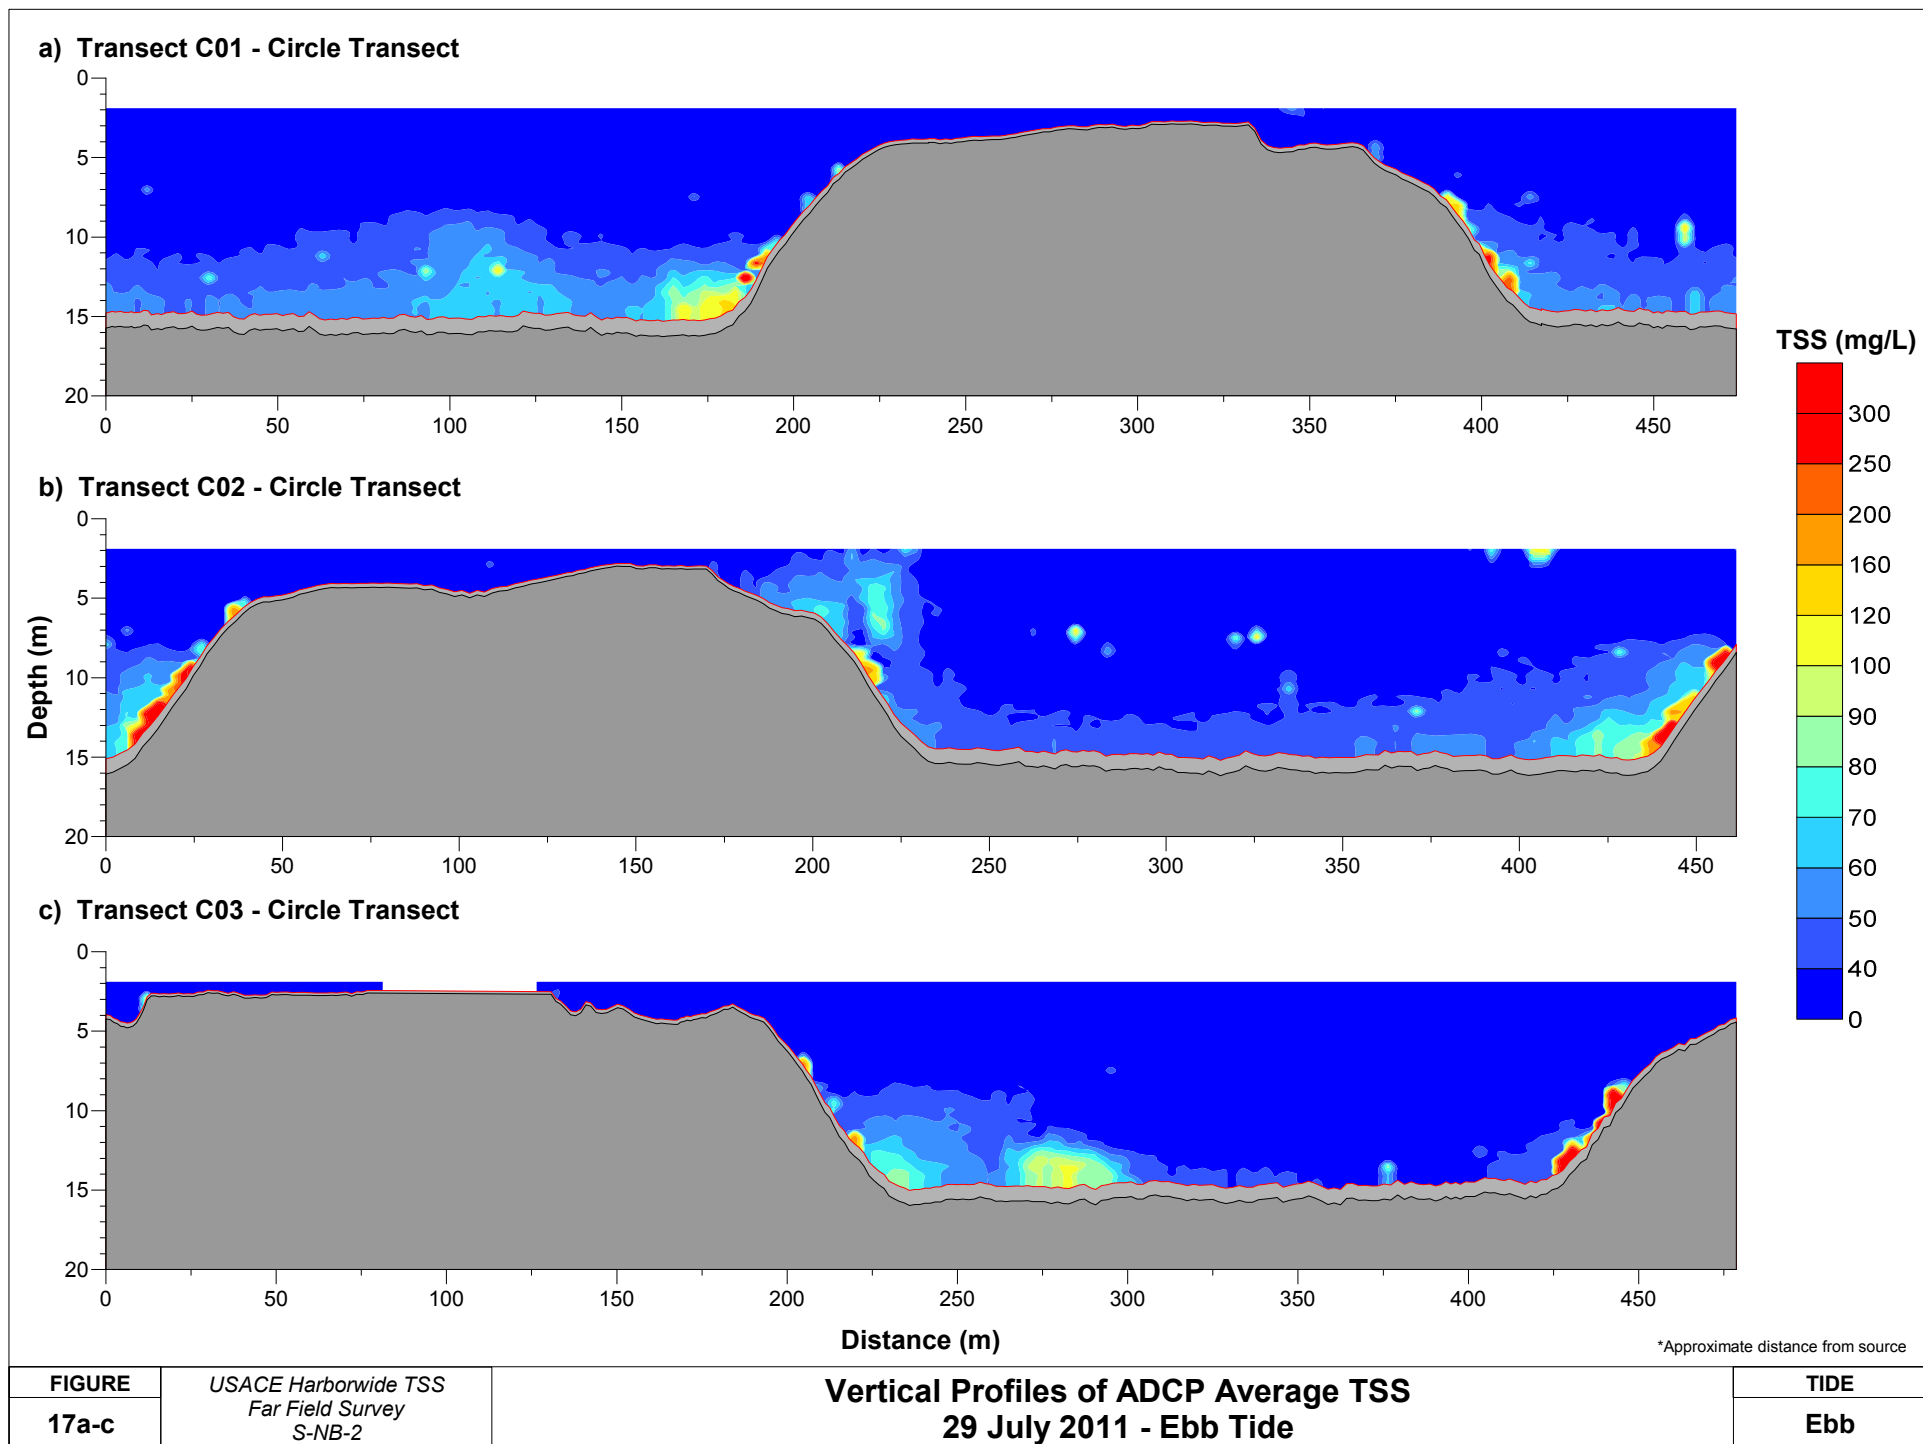 a)  Transect C01 - Circle Transect
0
5
10
15
20
0 50 100 150 200 250 300 350 400 450
b)  Transect C02 - Circle Transect
0
5
10
15
20
0 50 100 150 200 250 300 350 400 450
c)  Transect C03 - Circle Transect
0
5
10
15
20
0 50 100 150 200 250 300 350 400 450
Depth (m)
Distance (m)
TSS (mg/L)
300
250
200
160
120
100
90
80
70
60
50
40
0
*Approximate distance from source
FIGURE
17a-c
USACE Harborwide TSS
Far Field Survey
S-NB-2
Vertical Profiles of ADCP Average TSS
29 July 2011 - Ebb Tide
TIDE
Ebb